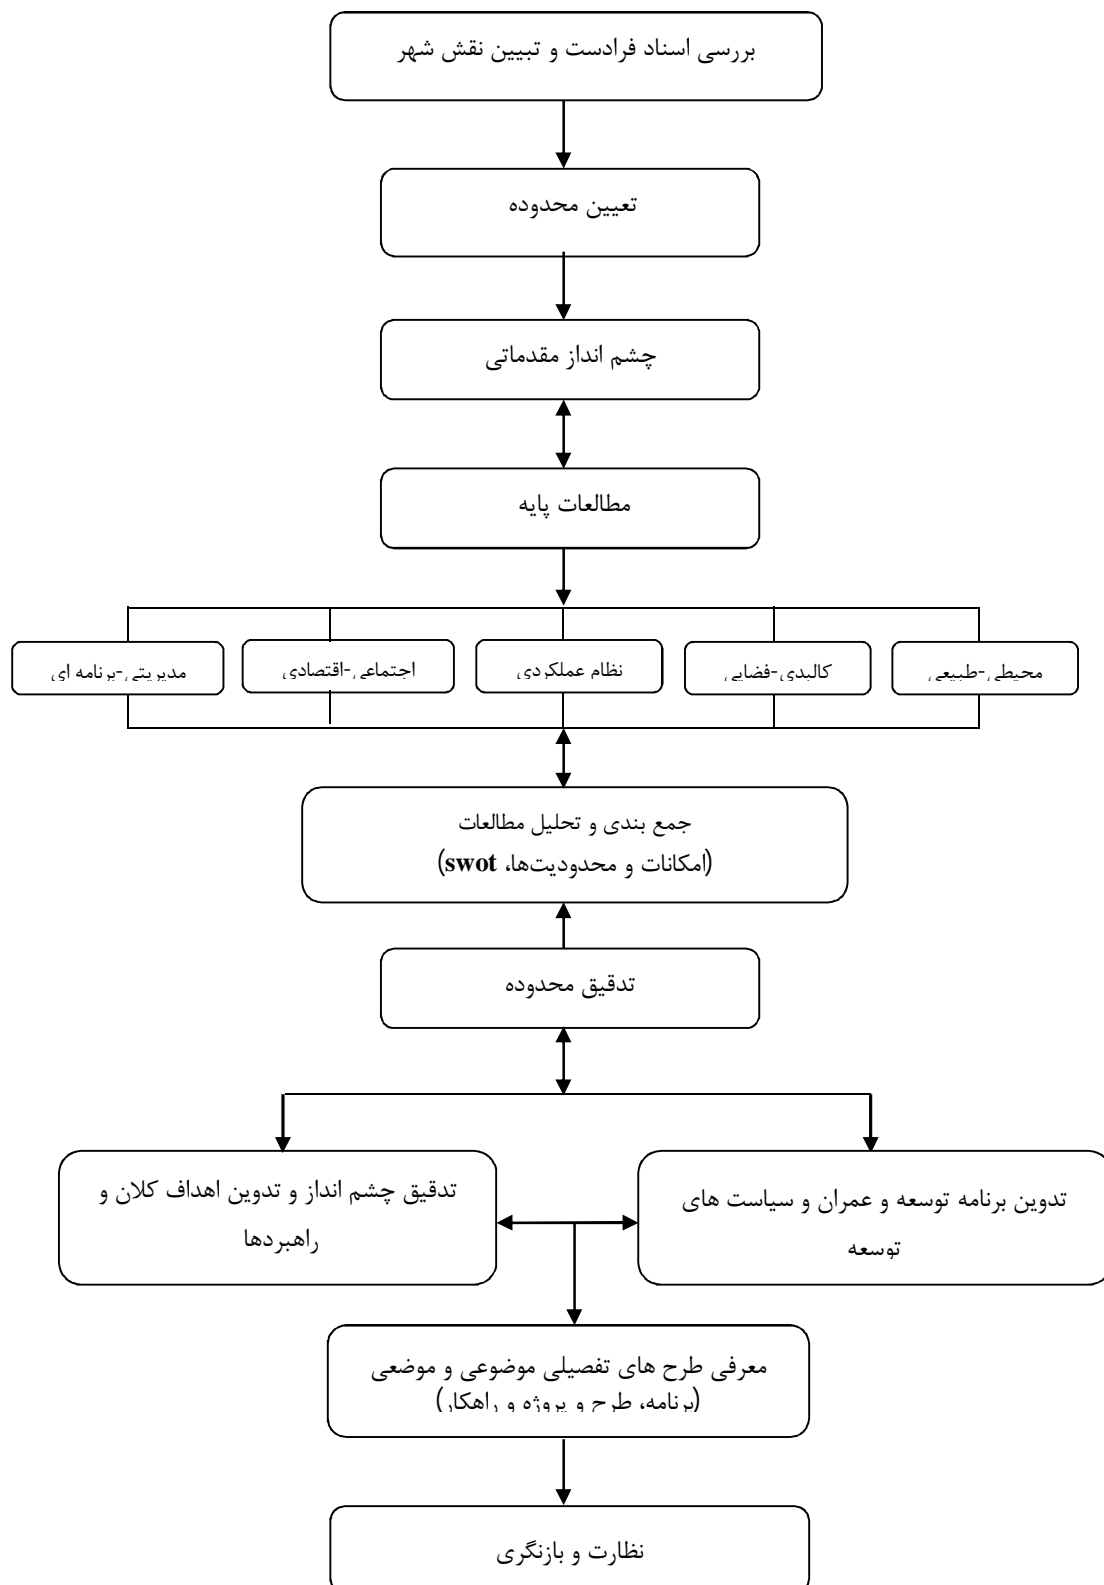 بررسی اسناد فرادست و تبیین نقش شهر
تعیین محدوده
چشم انداز مقدماتی
مطالعات پایه
محیطی-طبیعی
کالبدی-فضایی
نظام عملکردی
اجتماعی-اقتصادی
مدیریتی-برنامه ای
جمع بندی و تحلیل مطالعات
(امکانات و محدودیت‌ها، swot)
تدقیق محدوده
تدوین برنامه توسعه و عمران و سیاست های
توسعه
تدقیق چشم انداز و تدوین اهداف کلان و
راهبردها
معرفی طرح های تفصیلی موضوعی و موضعی
(برنامه، طرح و پروژه و راهکار)
نظارت و بازنگری